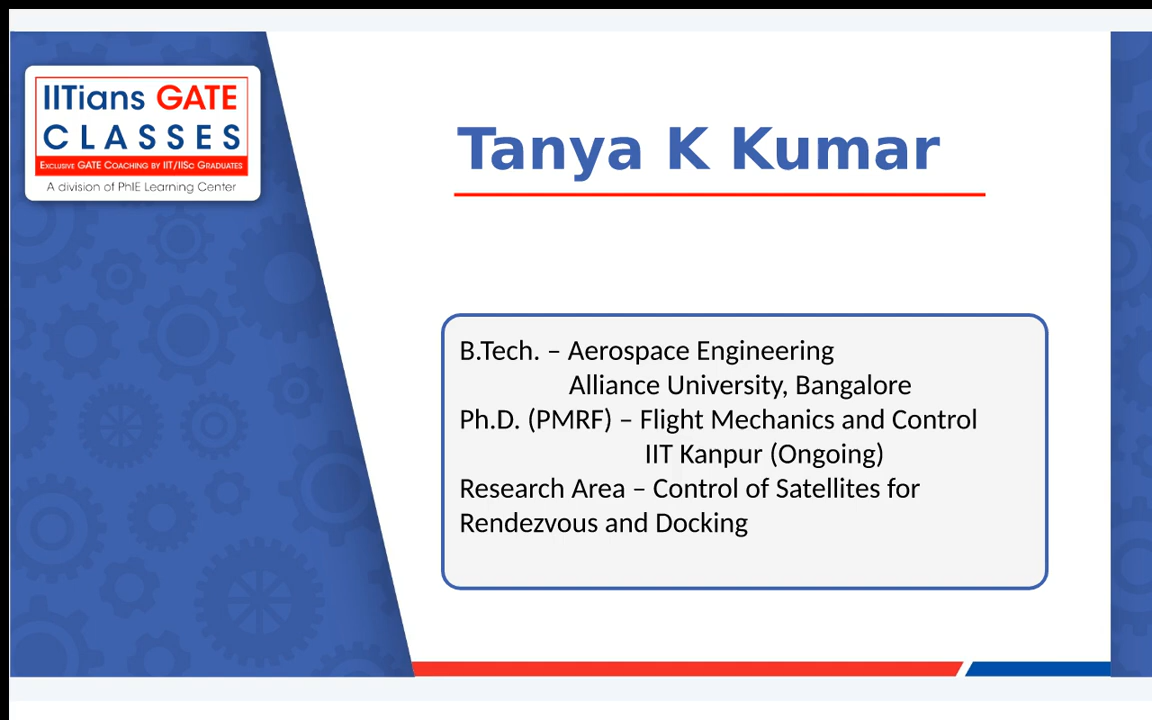 IITians GATE
CLASSES
EXCLUSIVE GATE COACHING BY IIT/IISc GRADUATES
A division of PhIE Learning Center
Tanya K Kumar
B.Tech. – Aerospace Engineering
Alliance University, Bangalore
Ph.D. (PMRF) – Flight Mechanics and Control
IIT Kanpur (Ongoing)
Research Area – Control of Satellites for
Rendezvous and Docking